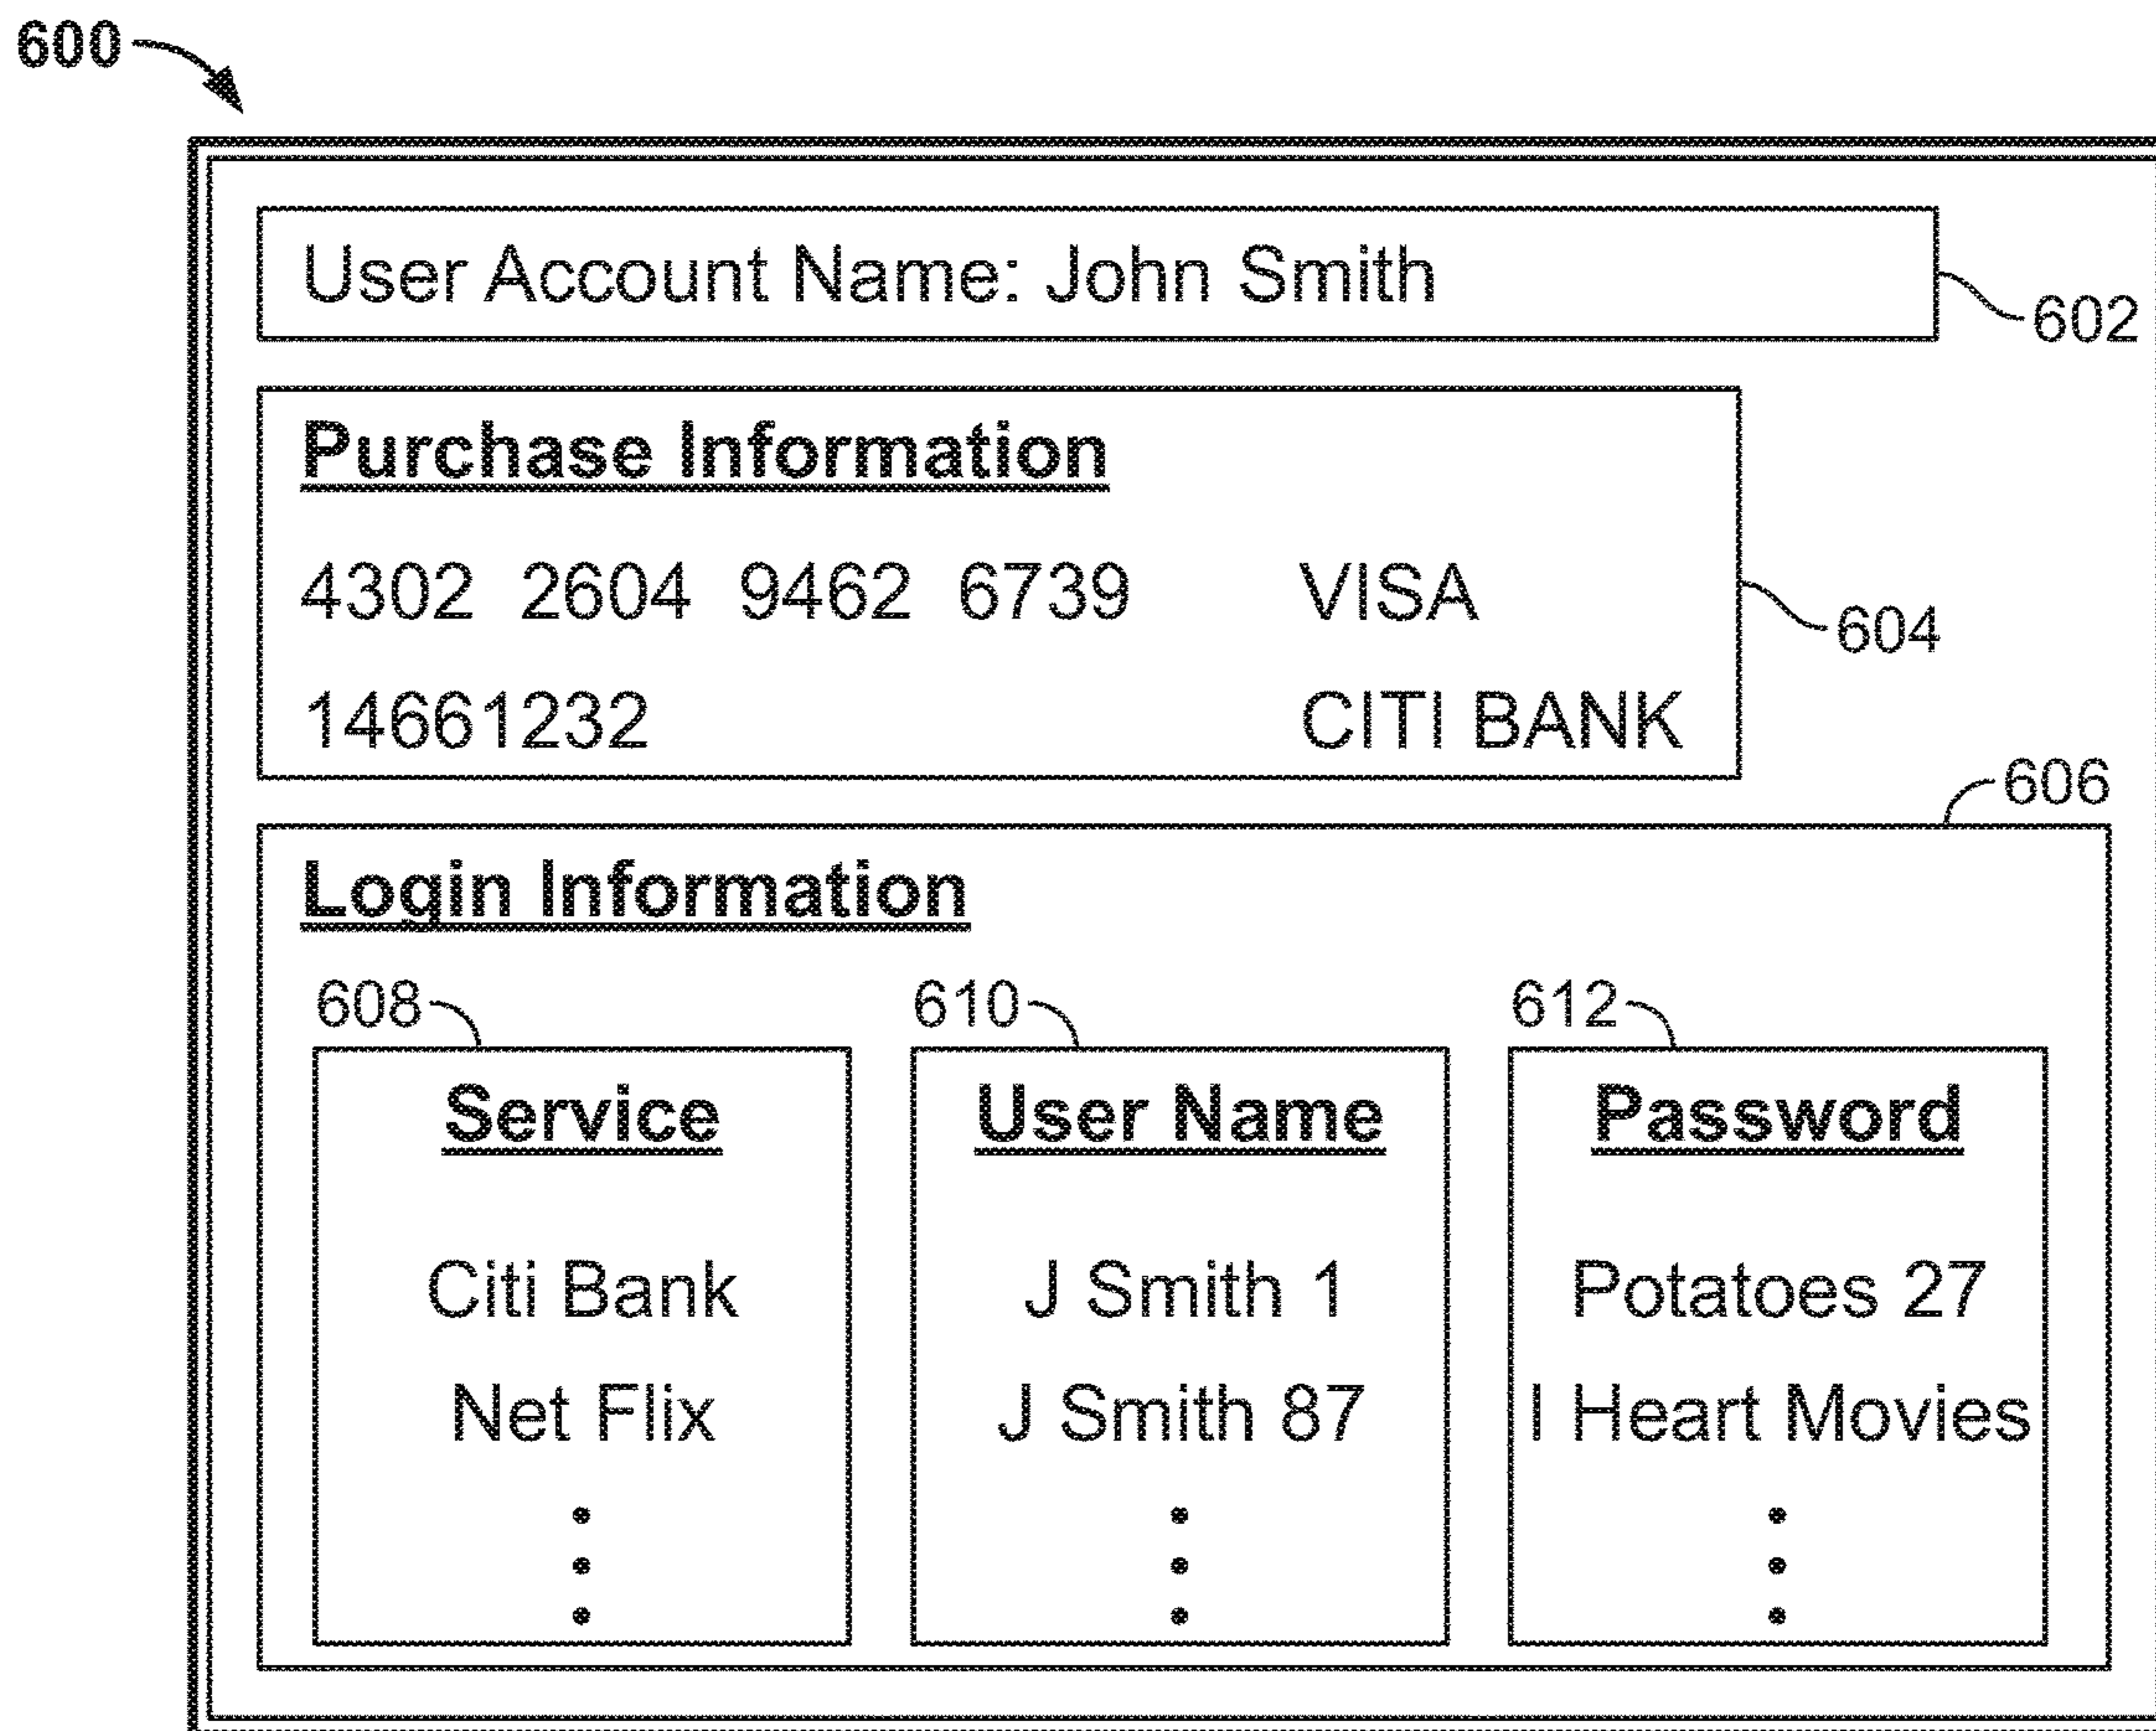 600
User Account Name: John Smith
602
Purchase Information
4302 2604 9462 6739 VISA
604
14661232 CITI BANK
606
Login Information
608 610 612
Service User Name Password
Citi Bank J Smith 1 Potatoes 27
Net Flix J Smith 87 I Heart Movies